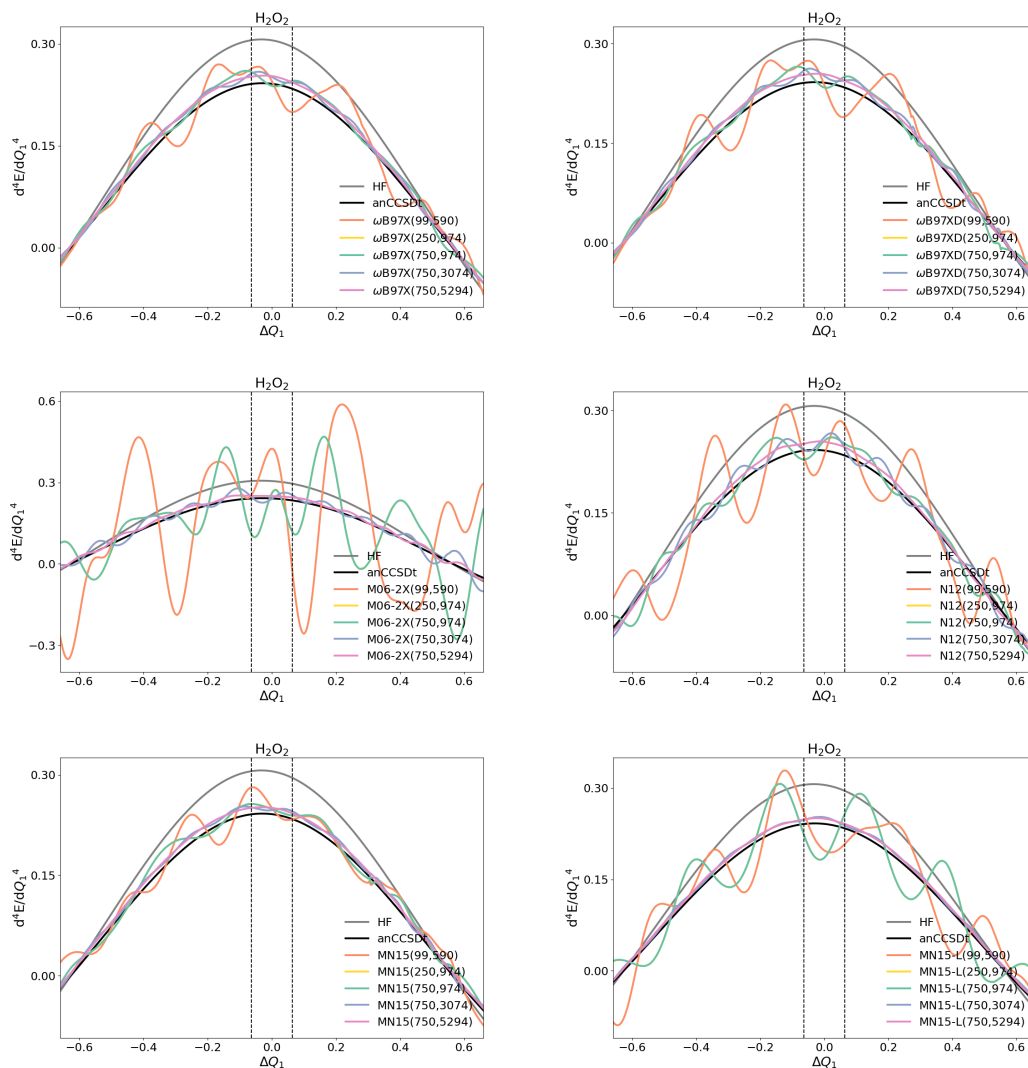 H₂O₂
d⁴E/dQ₁⁴
0.30
0.15
0.00
HF
anCCSDt
ωB97X(99,590)
ωB97X(250,974)
ωB97X(750,974)
ωB97X(750,3074)
ωB97X(750,5294)
−0.6 −0.4 −0.2 0.0 0.2 0.4 0.6
ΔQ₁
H₂O₂
d⁴E/dQ₁⁴
0.30
0.15
0.00
HF
anCCSDt
ωB97XD(99,590)
ωB97XD(250,974)
ωB97XD(750,974)
ωB97XD(750,3074)
ωB97XD(750,5294)
−0.6 −0.4 −0.2 0.0 0.2 0.4 0.6
ΔQ₁
H₂O₂
d⁴E/dQ₁⁴
0.6
0.3
0.0
−0.3
HF
anCCSDt
M06-2X(99,590)
M06-2X(250,974)
M06-2X(750,974)
M06-2X(750,3074)
M06-2X(750,5294)
−0.6 −0.4 −0.2 0.0 0.2 0.4 0.6
ΔQ₁
H₂O₂
d⁴E/dQ₁⁴
0.30
0.15
0.00
HF
anCCSDt
N12(99,590)
N12(250,974)
N12(750,974)
N12(750,3074)
N12(750,5294)
−0.6 −0.4 −0.2 0.0 0.2 0.4 0.6
ΔQ₁
H₂O₂
d⁴E/dQ₁⁴
0.30
0.15
0.00
HF
anCCSDt
MN15(99,590)
MN15(250,974)
MN15(750,974)
MN15(750,3074)
MN15(750,5294)
−0.6 −0.4 −0.2 0.0 0.2 0.4 0.6
ΔQ₁
H₂O₂
d⁴E/dQ₁⁴
0.30
0.15
0.00
HF
anCCSDt
MN15-L(99,590)
MN15-L(250,974)
MN15-L(750,974)
MN15-L(750,3074)
MN15-L(750,5294)
−0.6 −0.4 −0.2 0.0 0.2 0.4 0.6
ΔQ₁